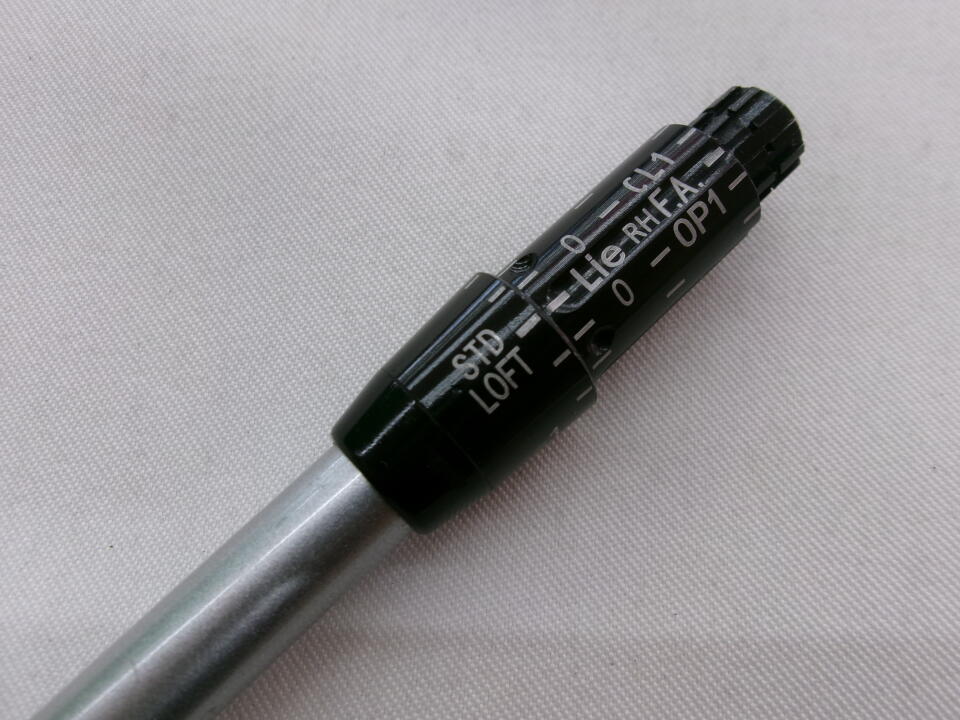 STD
LOFT
0 CL1
Lie RH F.A.
0 OP1